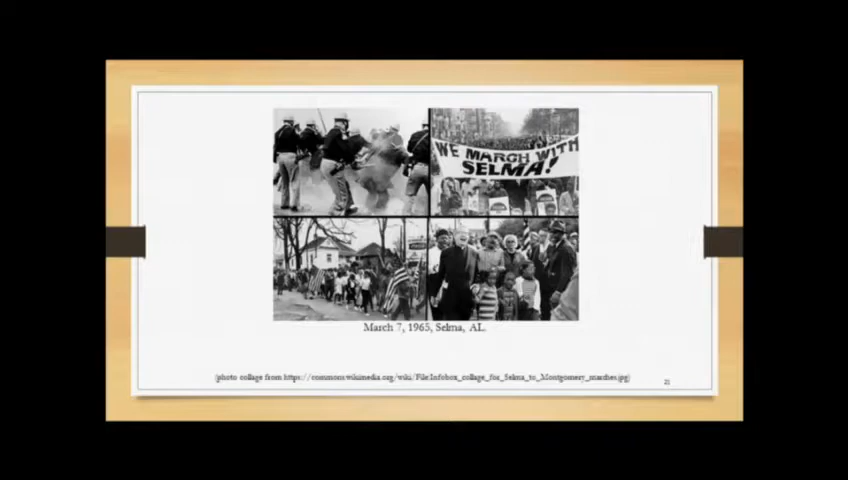 WE MARCH WITH
SELMA!
March 7, 1965, Selma, AL.
(photo collage from https://commons.wikimedia.org/wiki/File:Infobox_collage_for_Selma_to_Montgomery_marches.jpg)
21